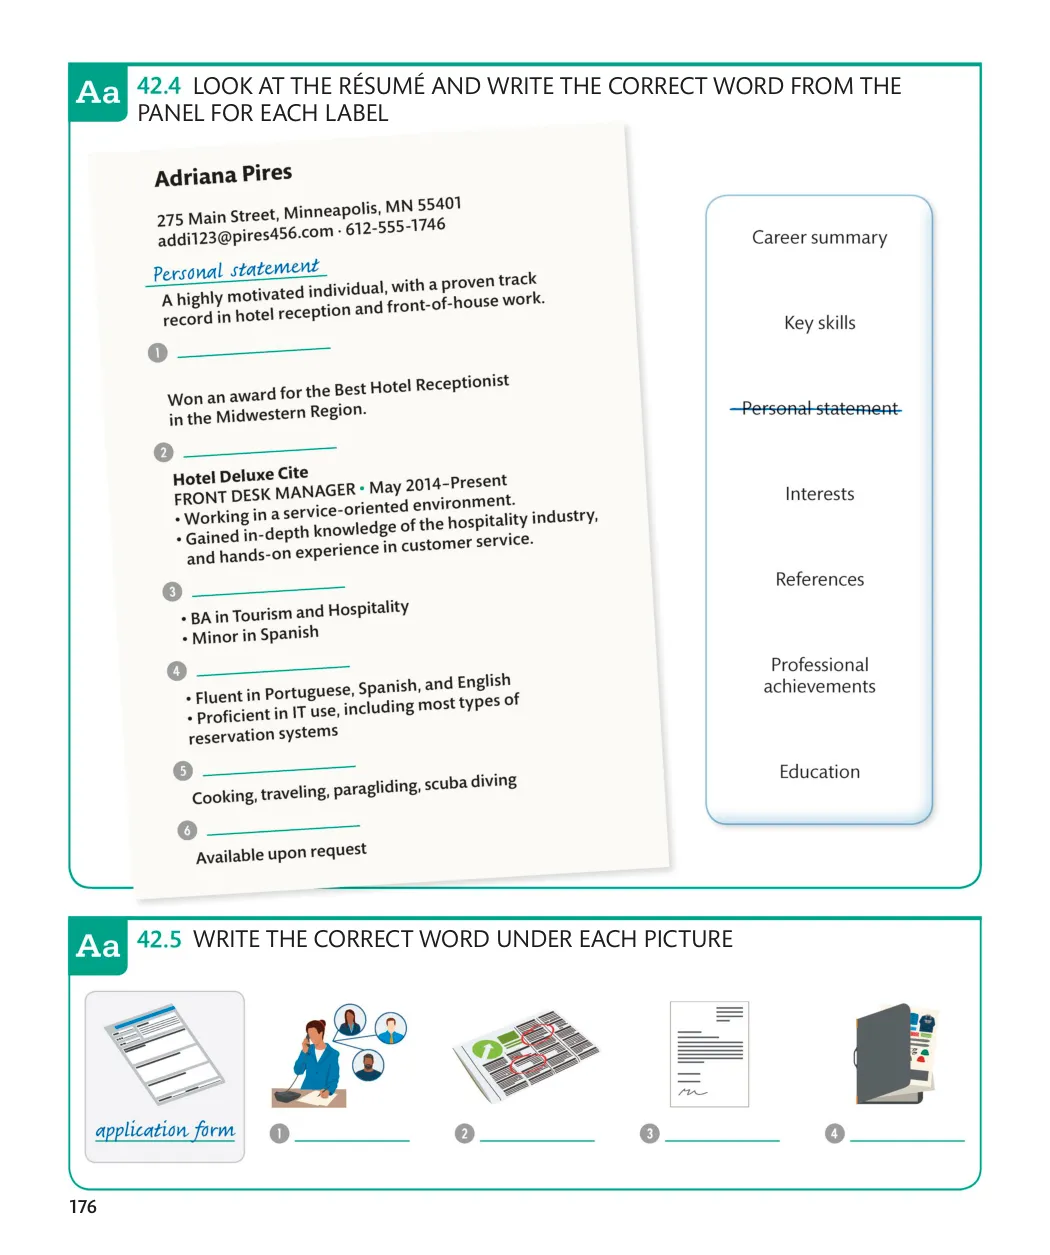 Aa
42.4 LOOK AT THE RÉSUMÉ AND WRITE THE CORRECT WORD FROM THE
PANEL FOR EACH LABEL
Adriana Pires
275 Main Street, Minneapolis, MN 55401
addi123@pires456.com · 612-555-1746
Personal statement
A highly motivated individual, with a proven track
record in hotel reception and front-of-house work.
1
Won an award for the Best Hotel Receptionist
in the Midwestern Region.
2
Hotel Deluxe Cite
FRONT DESK MANAGER • May 2014–Present
• Working in a service-oriented environment.
• Gained in-depth knowledge of the hospitality industry,
and hands-on experience in customer service.
3
• BA in Tourism and Hospitality
• Minor in Spanish
4
• Fluent in Portuguese, Spanish, and English
• Proficient in IT use, including most types of
reservation systems
5
Cooking, traveling, paragliding, scuba diving
6
Available upon request
Career summary
Key skills
Personal statement
Interests
References
Professional
achievements
Education
Aa
42.5 WRITE THE CORRECT WORD UNDER EACH PICTURE
application form
1
2
3
4
176